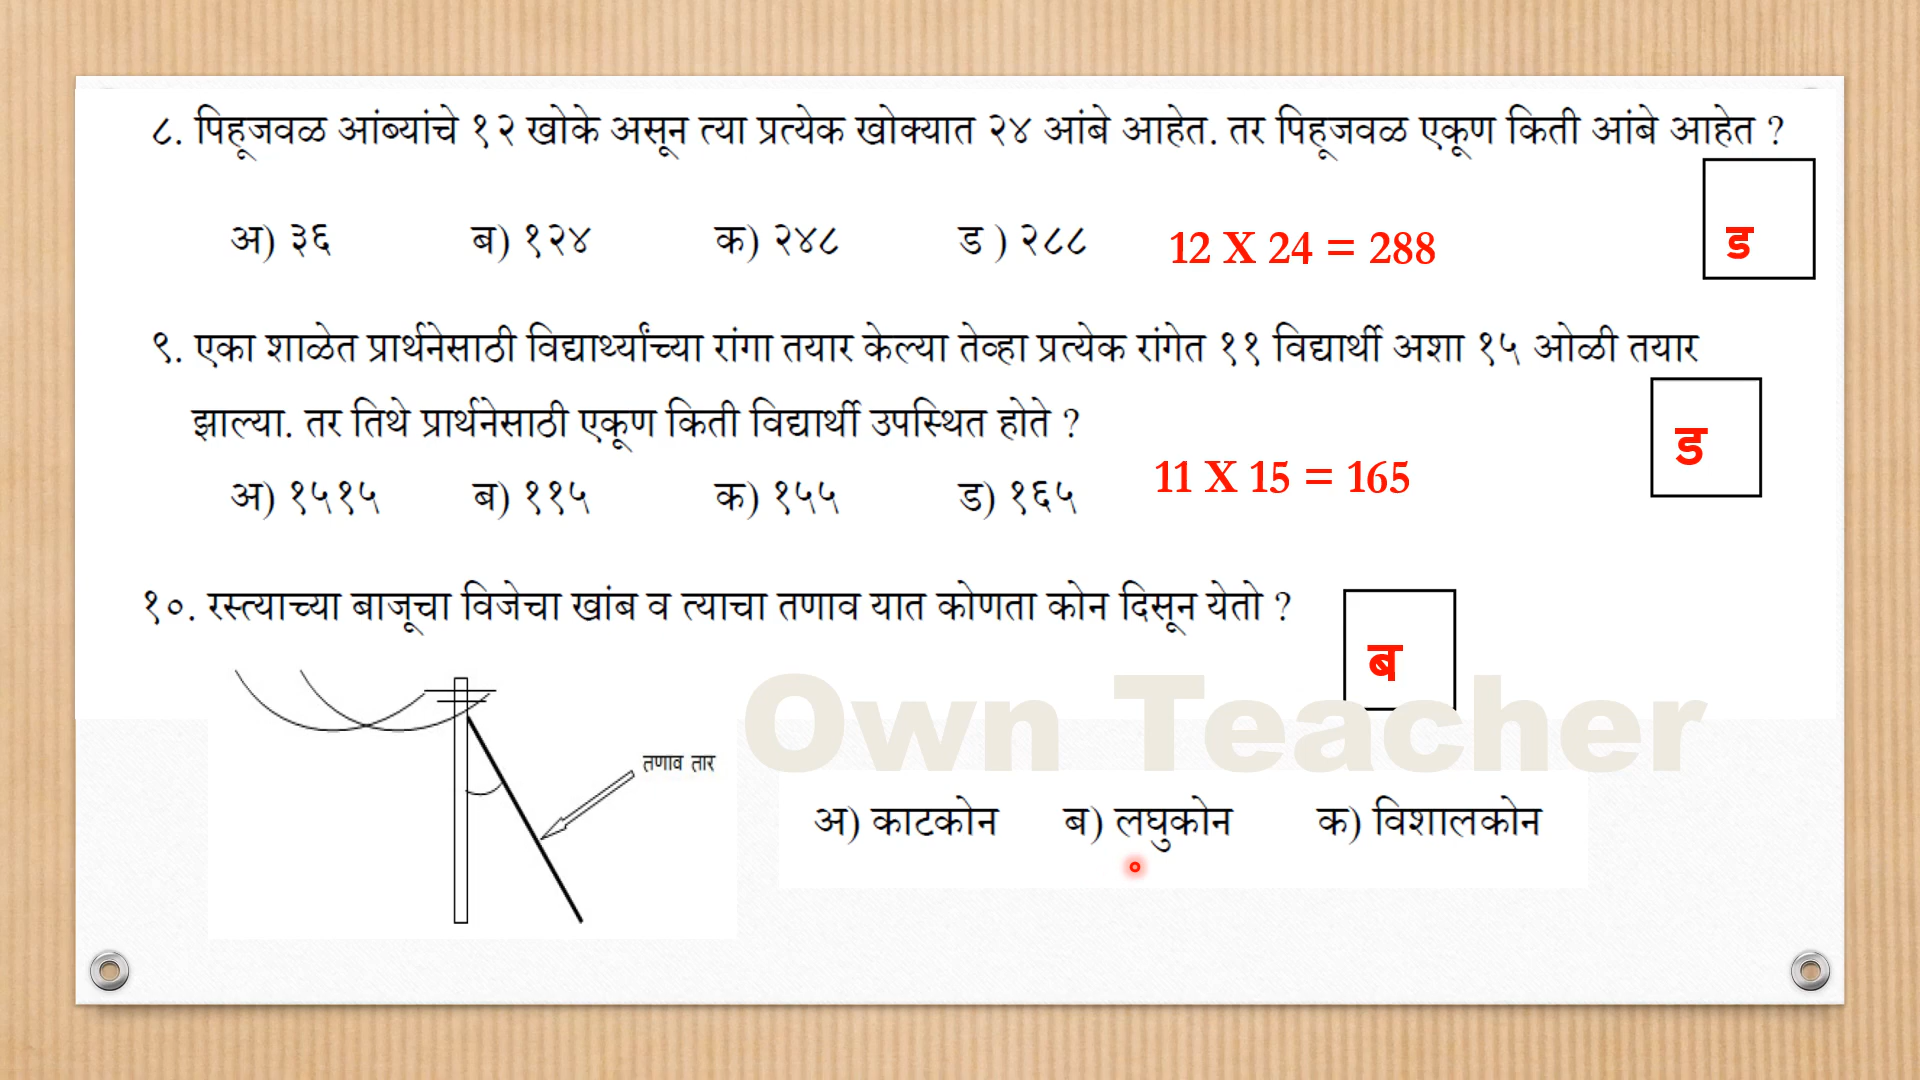 ८. पिहूजवळ आंब्यांचे १२ खोके असून त्या प्रत्येक खोक्यात २४ आंबे आहेत. तर पिहूजवळ एकूण किती आंबे आहेत ?
अ) ३६ ब) १२४ क) २४८ ड ) २८८ 12 X 24 = 288 ड
९. एका शाळेत प्रार्थनेसाठी विद्यार्थ्यांच्या रांगा तयार केल्या तेव्हा प्रत्येक रांगेत ११ विद्यार्थी अशा १५ ओळी तयार
झाल्या. तर तिथे प्रार्थनेसाठी एकूण किती विद्यार्थी उपस्थित होते ? ड
अ) १५१५ ब) ११५ क) १५५ ड) १६५ 11 X 15 = 165
१०. रस्त्याच्या बाजूचा विजेचा खांब व त्याचा तणाव यात कोणता कोन दिसून येतो ?
ब
Own Teacher
तणाव तार
अ) काटकोन ब) लघुकोन क) विशालकोन